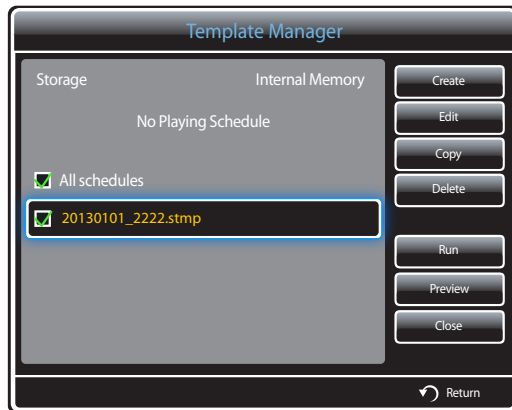 Template Manager
Storage Internal Memory
No Playing Schedule
All schedules
20130101_2222.stmp
Create
Edit
Copy
Delete
Run
Preview
Close
Return